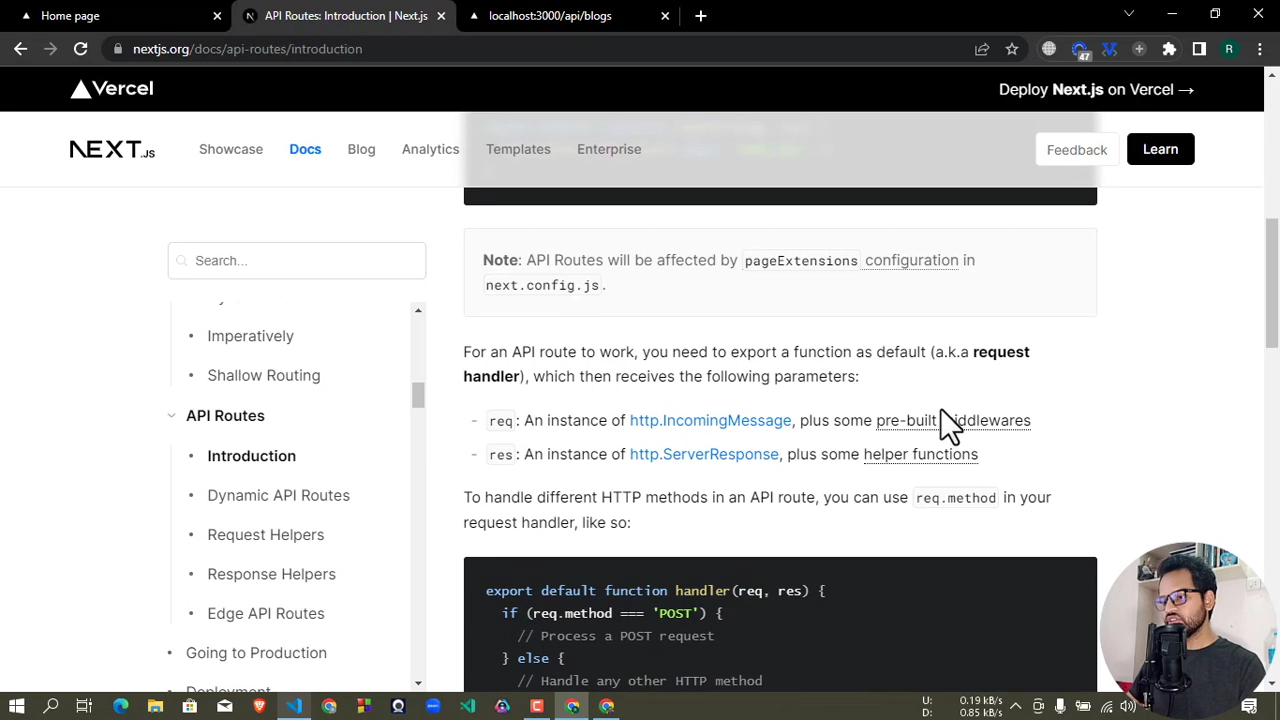 Home page
API Routes: Introduction | Next.js
localhost:3000/api/blogs
nextjs.org/docs/api-routes/introduction
47
R
Vercel
Deploy Next.js on Vercel →
NEXT.JS
Showcase
Docs
Blog
Analytics
Templates
Enterprise
Feedback
Learn
Search...
Imperatively
Shallow Routing
API Routes
Introduction
Dynamic API Routes
Request Helpers
Response Helpers
Edge API Routes
Going to Production
Note: API Routes will be affected by pageExtensions configuration in
next.config.js.
For an API route to work, you need to export a function as default (a.k.a request
handler), which then receives the following parameters:
- req: An instance of http.IncomingMessage, plus some pre-built
- res: An instance of http.ServerResponse, plus some helper functions
To handle different HTTP methods in an API route, you can use req.method in your
request handler, like so:
export default function handler(req, res) {
if (req.method === 'POST') {
// Process a POST request
} else {
// Handle any other HTTP method
U: 0.19 kB/s
D: 0.85 kB/s